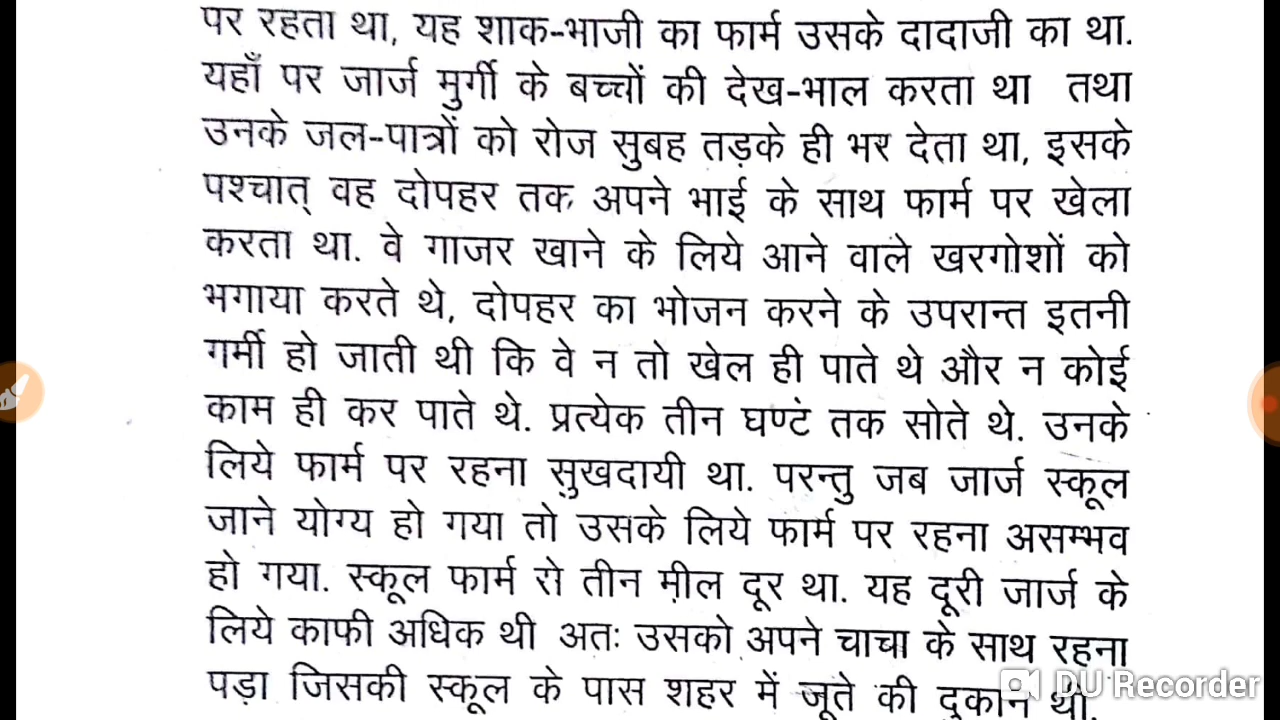 पर रहता था, यह शाक-भाजी का फार्म उसके दादाजी का था.
यहाँ पर जार्ज मुर्गी के बच्चों की देख-भाल करता था तथा
उनके जल-पात्रों को रोज सुबह तड़के ही भर देता था, इसके
पश्चात् वह दोपहर तक अपने भाई के साथ फार्म पर खेला
करता था. वे गाजर खाने के लिये आने वाले खरगोशों को
भगाया करते थे, दोपहर का भोजन करने के उपरान्त इतनी
गर्मी हो जाती थी कि वे न तो खेल ही पाते थे और न कोई
काम ही कर पाते थे. प्रत्येक तीन घण्टं तक सोते थे. उनके
लिये फार्म पर रहना सुखदायी था. परन्तु जब जार्ज स्कूल
जाने योग्य हो गया तो उसके लिये फार्म पर रहना असम्भव
हो गया. स्कूल फार्म रो तीन मील दूर था. यह दूरी जार्ज के
लिये काफी अधिक थी अतः उसको अपने चाचा के साथ रहना
पड़ा जिसकी स्कूल के पास शहर में जूते की दुकान थी.
DU Recorder